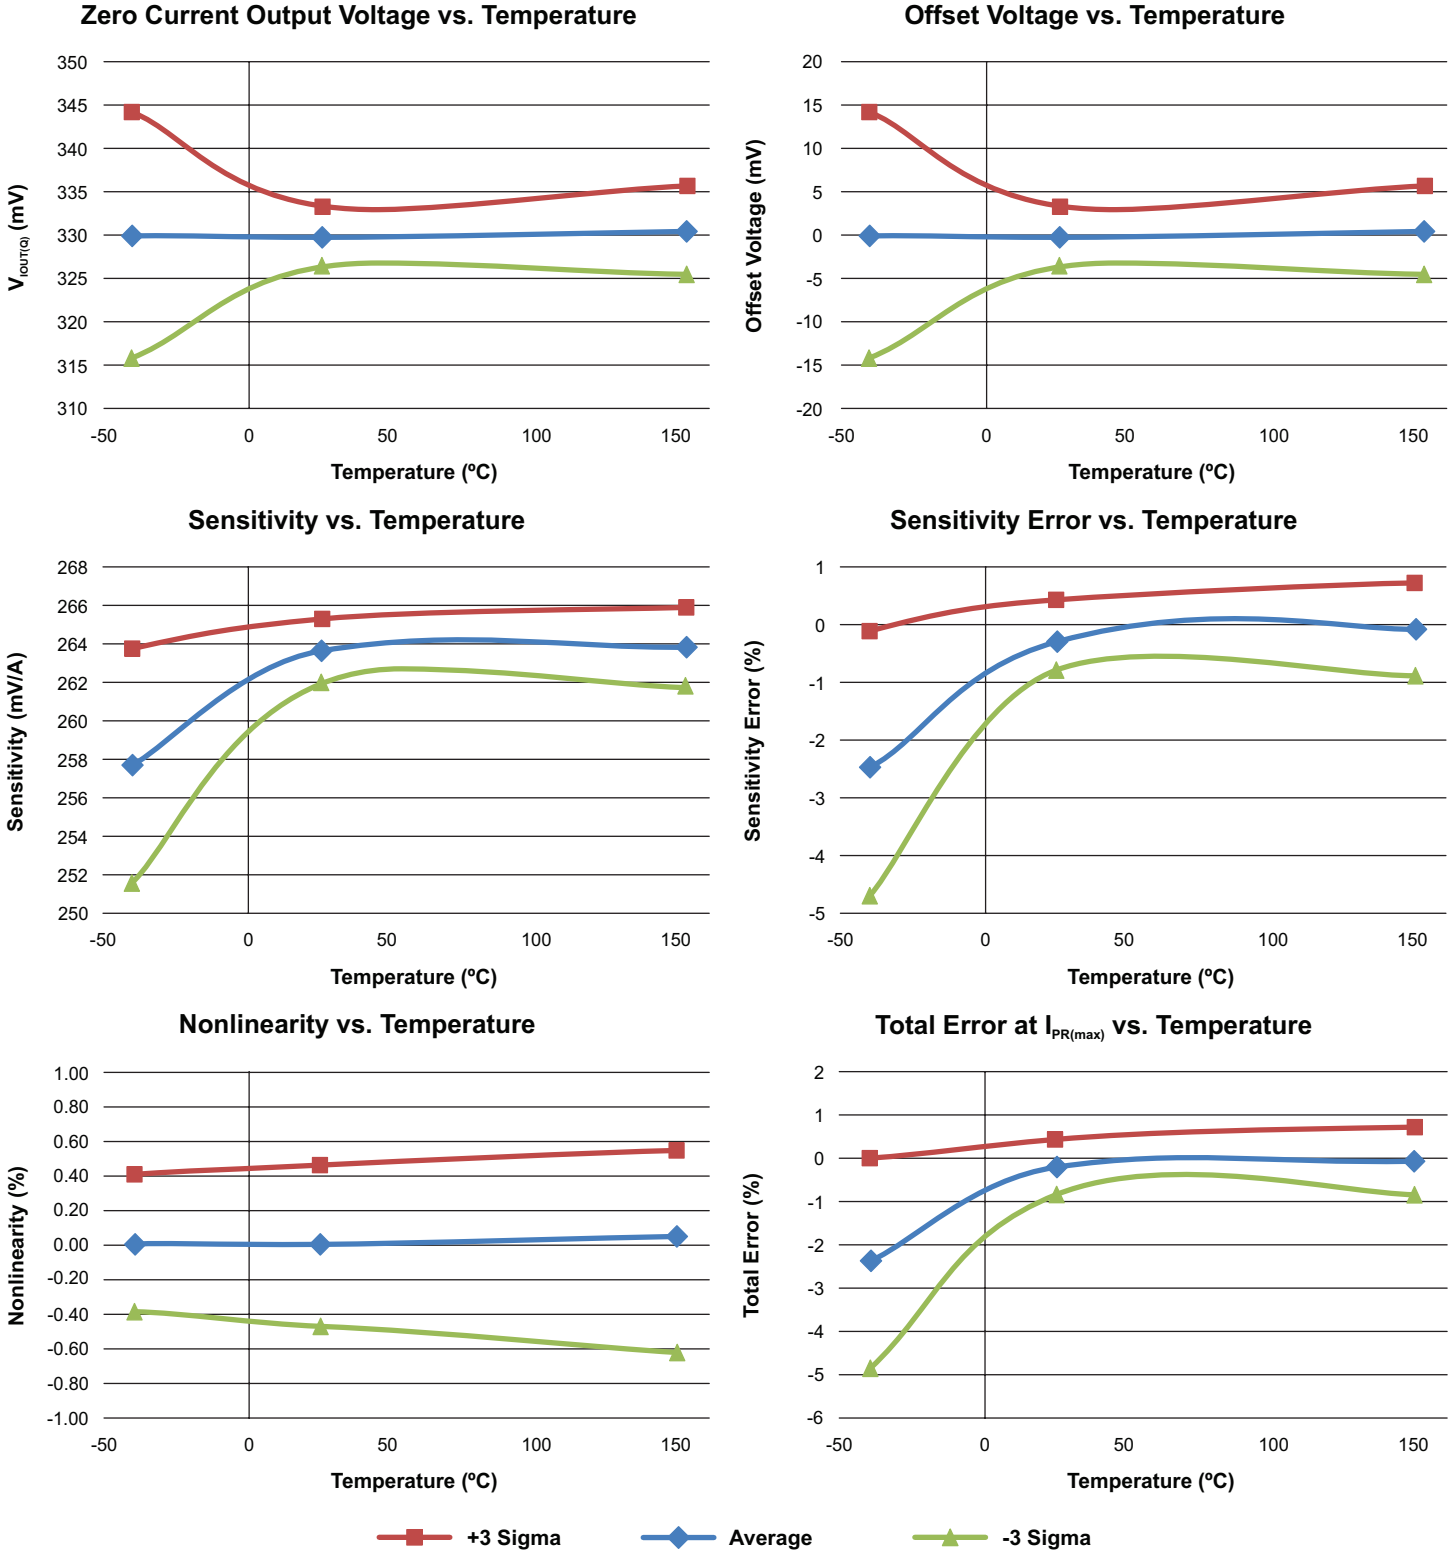 Zero Current Output Voltage vs. Temperature
350
345
340
335
330
325
320
315
310
V IOUT(Q) (mV)
-50 0 50 100 150
Temperature (ºC)
Offset Voltage vs. Temperature
20
15
10
5
0
-5
-10
-15
-20
Offset Voltage (mV)
-50 0 50 100 150
Temperature (ºC)
Sensitivity vs. Temperature
268
266
264
262
260
258
256
254
252
250
Sensitivity (mV/A)
-50 0 50 100 150
Temperature (ºC)
Sensitivity Error vs. Temperature
1
0
-1
-2
-3
-4
-5
Sensitivity Error (%)
-50 0 50 100 150
Temperature (ºC)
Nonlinearity vs. Temperature
1.00
0.80
0.60
0.40
0.20
0.00
-0.20
-0.40
-0.60
-0.80
-1.00
Nonlinearity (%)
-50 0 50 100 150
Temperature (ºC)
Total Error at IPR(max) vs. Temperature
2
1
0
-1
-2
-3
-4
-5
-6
Total Error (%)
-50 0 50 100 150
Temperature (ºC)
+3 Sigma Average -3 Sigma